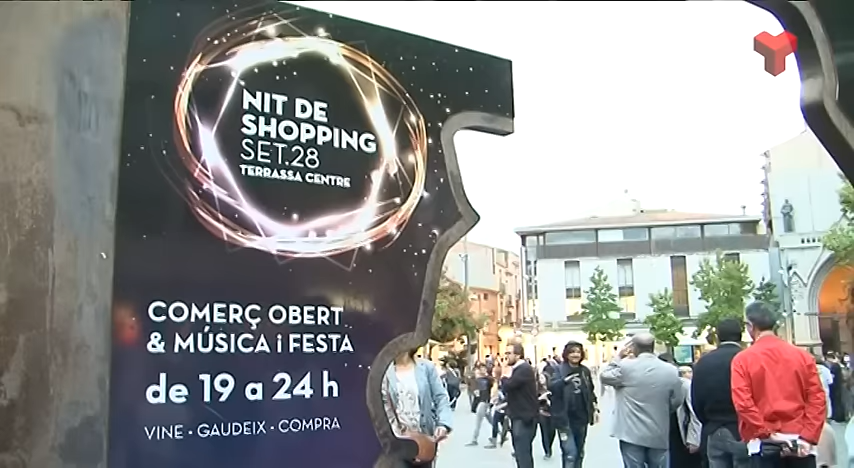 NIT DE
SHOPPING
SET.28
TERRASSA CENTRE
COMERÇ OBERT
& MÚSICA i FESTA
de 19 a 24 h
VINE · GAUDEIX · COMPRA